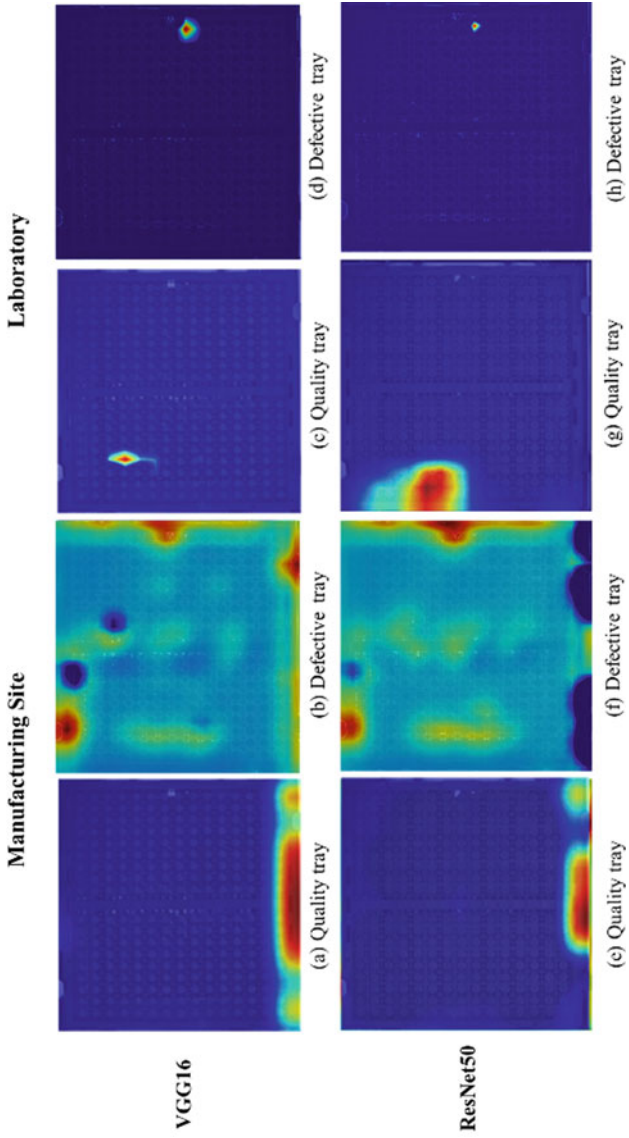 Manufacturing Site
Laboratory
VGG16
(a) Quality tray
(b) Defective tray
(c) Quality tray
(d) Defective tray
ResNet50
(e) Quality tray
(f) Defective tray
(g) Quality tray
(h) Defective tray